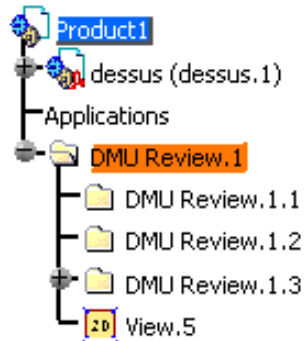 Product1
dessus (dessus.1)
Applications
DMU Review.1
DMU Review.1.1
DMU Review.1.2
DMU Review.1.3
2D View.5